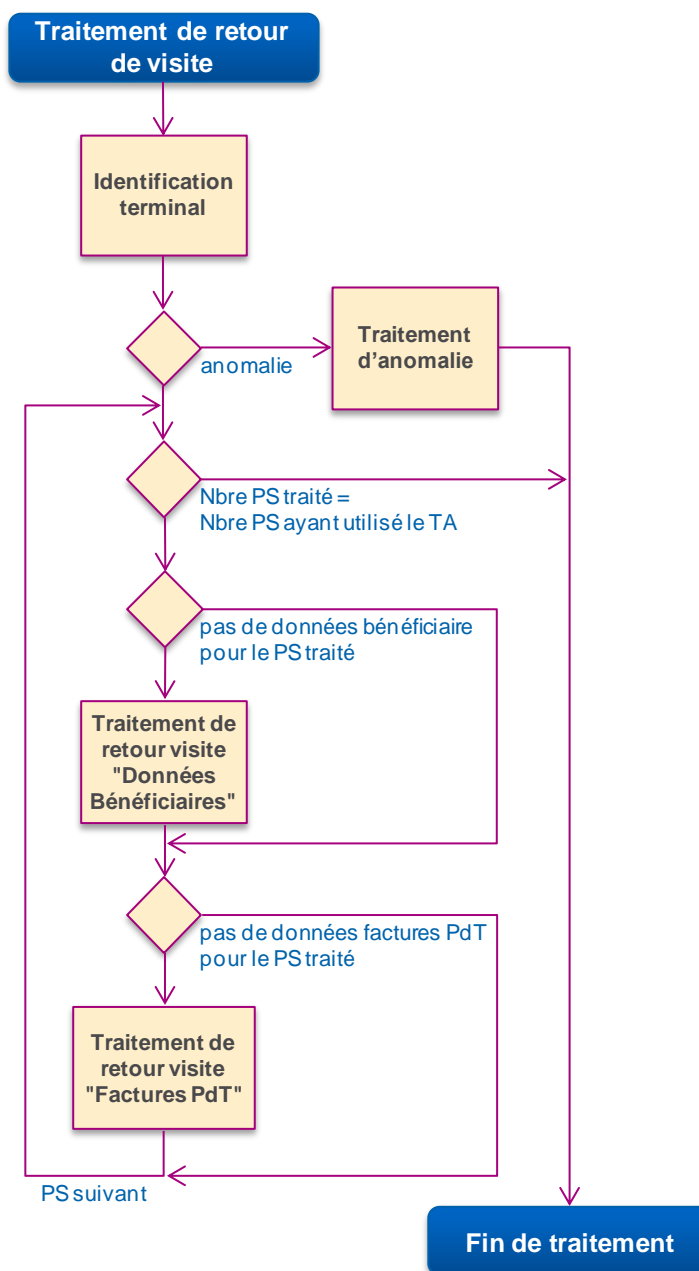 Traitement de retour
de visite
Identification
terminal
anomalie
Traitement
d'anomalie
Nbre PS traité =
Nbre PS ayant utilisé le TA
pas de données bénéficiaire
pour le PS traité
Traitement de
retour visite
"Données
Bénéficiaires"
pas de données factures PdT
pour le PS traité
Traitement de
retour visite
"Factures PdT"
PS suivant
Fin de traitement